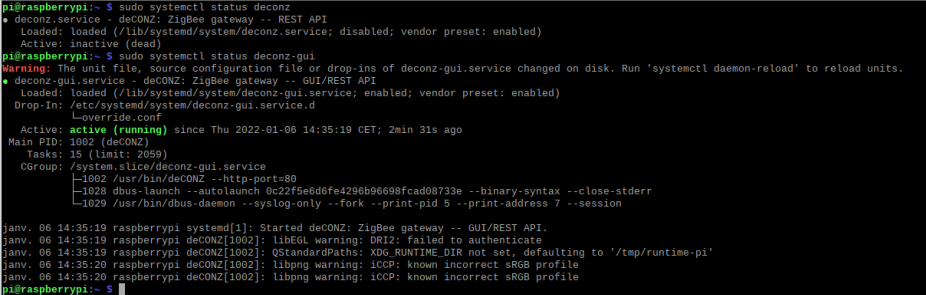 pi@raspberrypi:~ $ sudo systemctl status deconz
● deconz.service - deCONZ: ZigBee gateway -- REST API
   Loaded: loaded (/lib/systemd/system/deconz.service; disabled; vendor preset: enabled)
   Active: inactive (dead)
pi@raspberrypi:~ $ sudo systemctl status deconz-gui
Warning: The unit file, source configuration file or drop-ins of deconz-gui.service changed on disk. Run 'systemctl daemon-reload' to reload units.
● deconz-gui.service - deCONZ: ZigBee gateway -- GUI/REST API
   Loaded: loaded (/lib/systemd/system/deconz-gui.service; enabled; vendor preset: enabled)
  Drop-In: /etc/systemd/system/deconz-gui.service.d
           └─override.conf
   Active: active (running) since Thu 2022-01-06 14:35:19 CET; 2min 31s ago
 Main PID: 1002 (deCONZ)
    Tasks: 15 (limit: 2059)
   CGroup: /system.slice/deconz-gui.service
           ├─1002 /usr/bin/deCONZ --http-port=80
           ├─1028 dbus-launch --autolaunch 0c22f5e6d6fe4296b96698fcad08733e --binary-syntax --close-stderr
           └─1029 /usr/bin/dbus-daemon --syslog-only --fork --print-pid 5 --print-address 7 --session
janv. 06 14:35:19 raspberrypi systemd[1]: Started deCONZ: ZigBee gateway -- GUI/REST API.
janv. 06 14:35:19 raspberrypi deCONZ[1002]: libEGL warning: DRI2: failed to authenticate
janv. 06 14:35:19 raspberrypi deCONZ[1002]: QStandardPaths: XDG_RUNTIME_DIR not set, defaulting to '/tmp/runtime-pi'
janv. 06 14:35:20 raspberrypi deCONZ[1002]: libpng warning: iCCP: known incorrect sRGB profile
janv. 06 14:35:20 raspberrypi deCONZ[1002]: libpng warning: iCCP: known incorrect sRGB profile
pi@raspberrypi:~ $